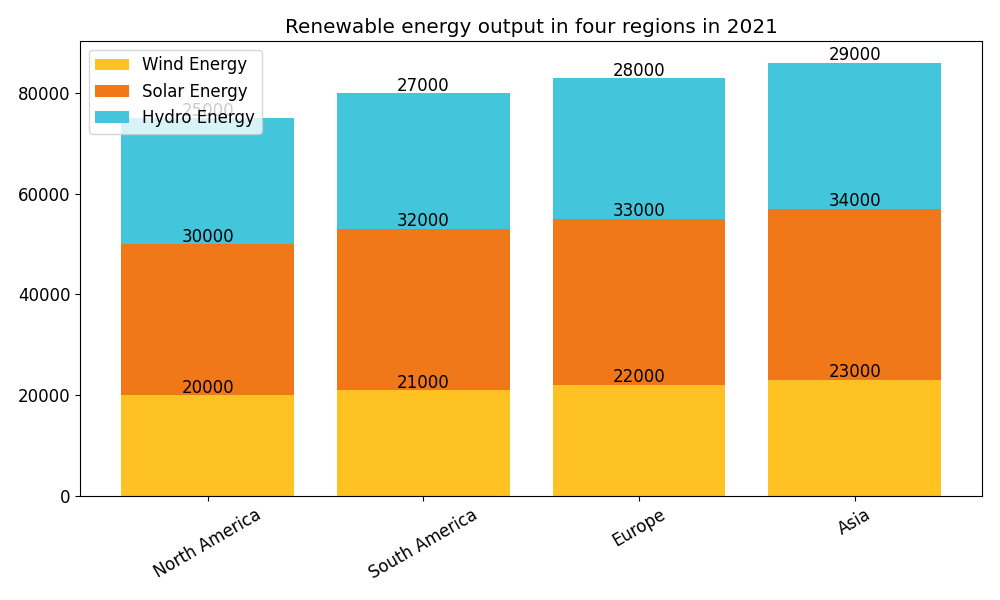 Renewable energy output in four regions in 2021
Wind Energy
Solar Energy
Hydro Energy
80000
60000
40000
20000
0
25000
27000
28000
29000
30000
32000
33000
34000
20000
21000
22000
23000
North America
South America
Europe
Asia